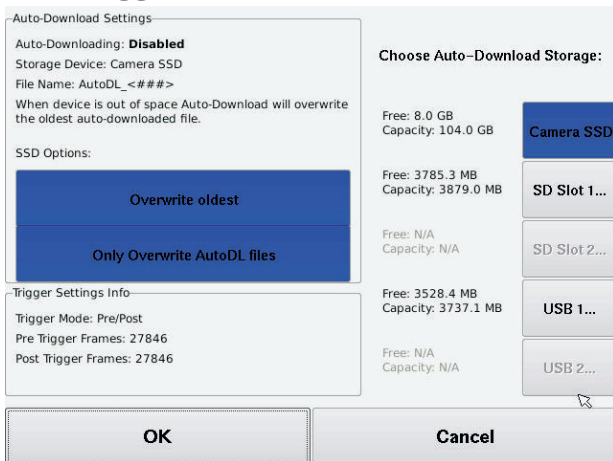 Auto-Download Settings
Auto-Downloading: Disabled
Storage Device: Camera SSD
File Name: AutoDL_<###>
When device is out of space Auto-Download will overwrite
the oldest auto-downloaded file.
SSD Options:
Overwrite oldest
Only Overwrite AutoDL files
Trigger Settings Info
Trigger Mode: Pre/Post
Pre Trigger Frames: 27846
Post Trigger Frames: 27846
Choose Auto-Download Storage:
Free: 8.0 GB
Capacity: 104.0 GB
Camera SSD
Free: 3785.3 MB
Capacity: 3879.0 MB
SD Slot 1...
Free: N/A
Capacity: N/A
SD Slot 2...
Free: 3528.4 MB
Capacity: 3737.1 MB
USB 1...
Free: N/A
Capacity: N/A
USB 2...
OK
Cancel